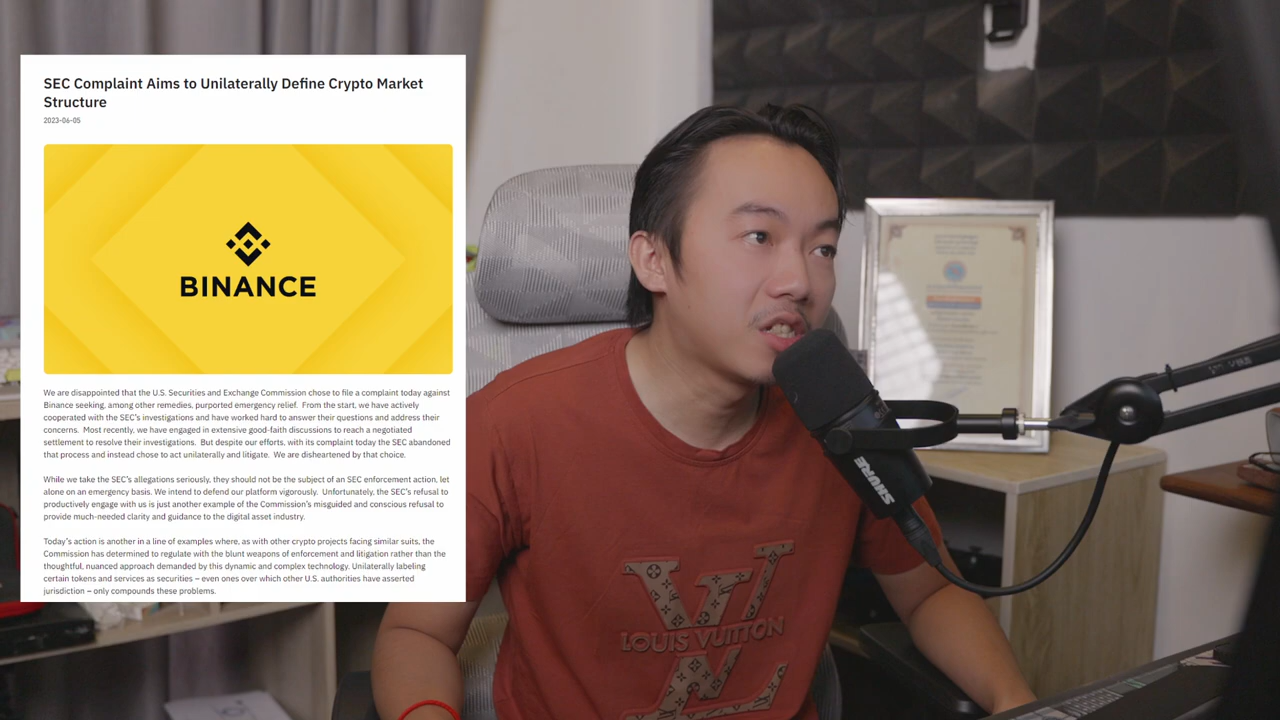 SEC Complaint Aims to Unilaterally Define Crypto Market
Structure
2023-06-05
BINANCE
We are disappointed that the U.S. Securities and Exchange Commission chose to file a complaint today against
Binance seeking, among other remedies, purported emergency relief. From the start, we have actively
cooperated with the SEC's investigations and have worked hard to answer their questions and address their
concerns. Most recently, we have engaged in extensive good-faith discussions to reach a negotiated
settlement to resolve their investigations. But despite our efforts, with its complaint today the SEC abandoned
that process and instead chose to act unilaterally and litigate. We are disheartened by that choice.
While we take the SEC's allegations seriously, they should not be the subject of an SEC enforcement action, let
alone on an emergency basis. We intend to defend our platform vigorously. Unfortunately, the SEC's refusal to
productively engage with us is just another example of the Commission's misguided and conscious refusal to
provide much-needed clarity and guidance to the digital asset industry.
Today's action is another in a line of examples where, as with other crypto projects facing similar suits, the
Commission has determined to regulate with the blunt weapons of enforcement and litigation rather than the
thoughtful, nuanced approach demanded by this dynamic and complex technology. Unilaterally labeling
certain tokens and services as securities – even ones over which other U.S. authorities have asserted
jurisdiction – only compounds these problems.
SHURE
LOUIS VUITTON